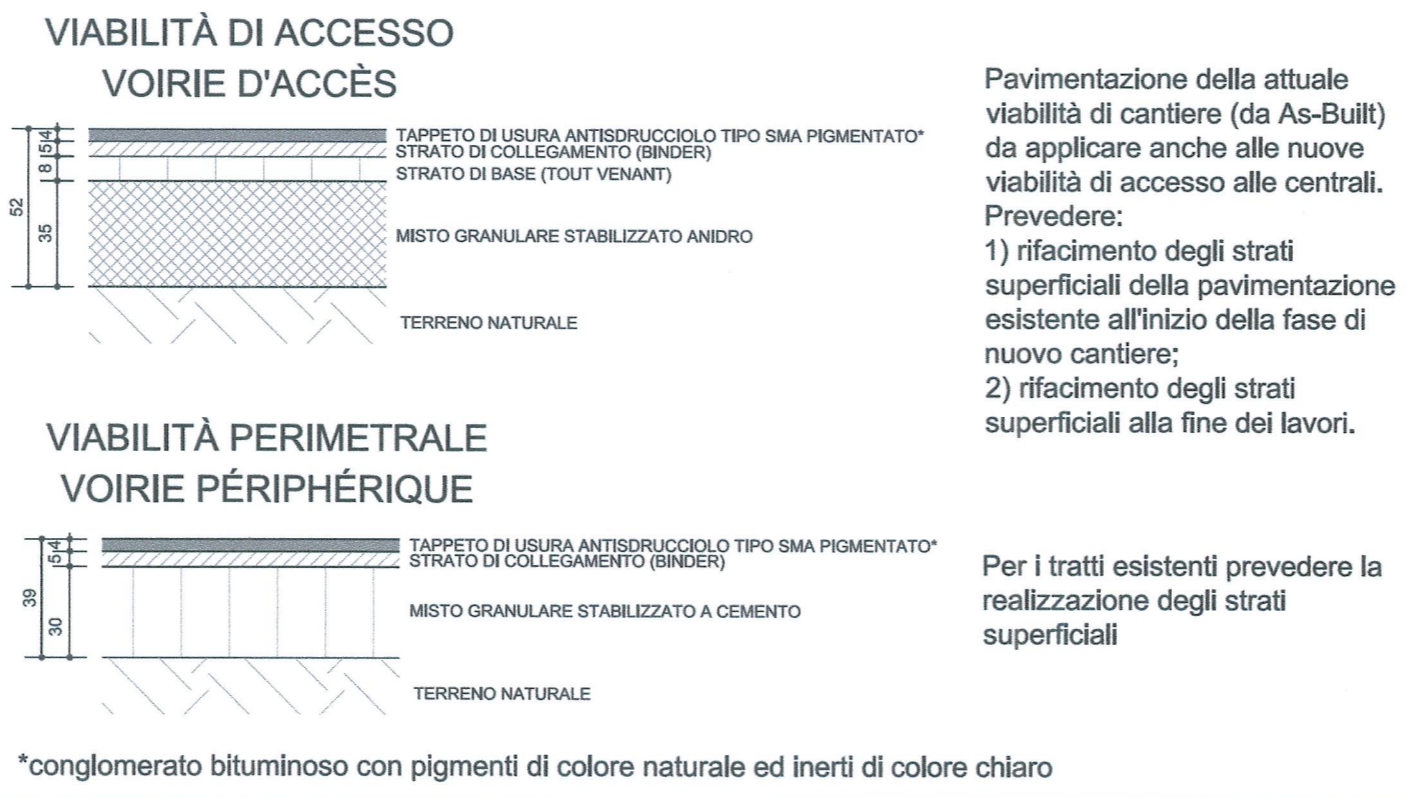 VIABILITÀ DI ACCESSO
VOIRIE D'ACCÈS
4
5
8
35
52
TAPPETO DI USURA ANTISDRUCCIOLO TIPO SMA PIGMENTATO*
STRATO DI COLLEGAMENTO (BINDER)
STRATO DI BASE (TOUT VENANT)
MISTO GRANULARE STABILIZZATO ANIDRO
TERRENO NATURALE
Pavimentazione della attuale
viabilità di cantiere (da As-Built)
da applicare anche alle nuove
viabilità di accesso alle centrali.
Prevedere:
1) rifacimento degli strati
superficiali della pavimentazione
esistente all'inizio della fase di
nuovo cantiere;
2) rifacimento degli strati
superficiali alla fine dei lavori.
VIABILITÀ PERIMETRALE
VOIRIE PÉRIPHÉRIQUE
4
5
30
39
TAPPETO DI USURA ANTISDRUCCIOLO TIPO SMA PIGMENTATO*
STRATO DI COLLEGAMENTO (BINDER)
MISTO GRANULARE STABILIZZATO A CEMENTO
TERRENO NATURALE
Per i tratti esistenti prevedere la
realizzazione degli strati
superficiali
*conglomerato bituminoso con pigmenti di colore naturale ed inerti di colore chiaro